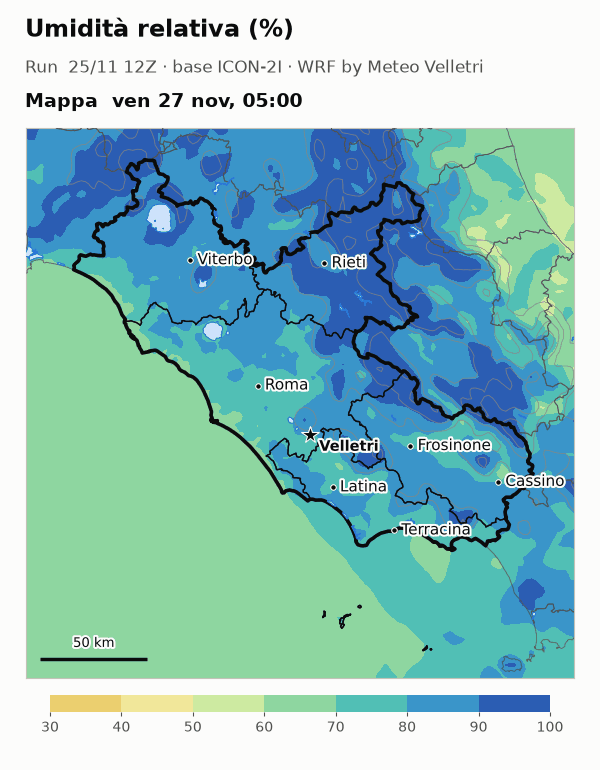 Umidità relativa (%)
Run  25/11 12Z · base ICON-2I · WRF by Meteo Velletri
Mappa  ven 27 nov, 05:00
Viterbo
Rieti
Roma
Velletri
Frosinone
Cassino
Latina
Terracina
50 km
30 40 50 60 70 80 90 100